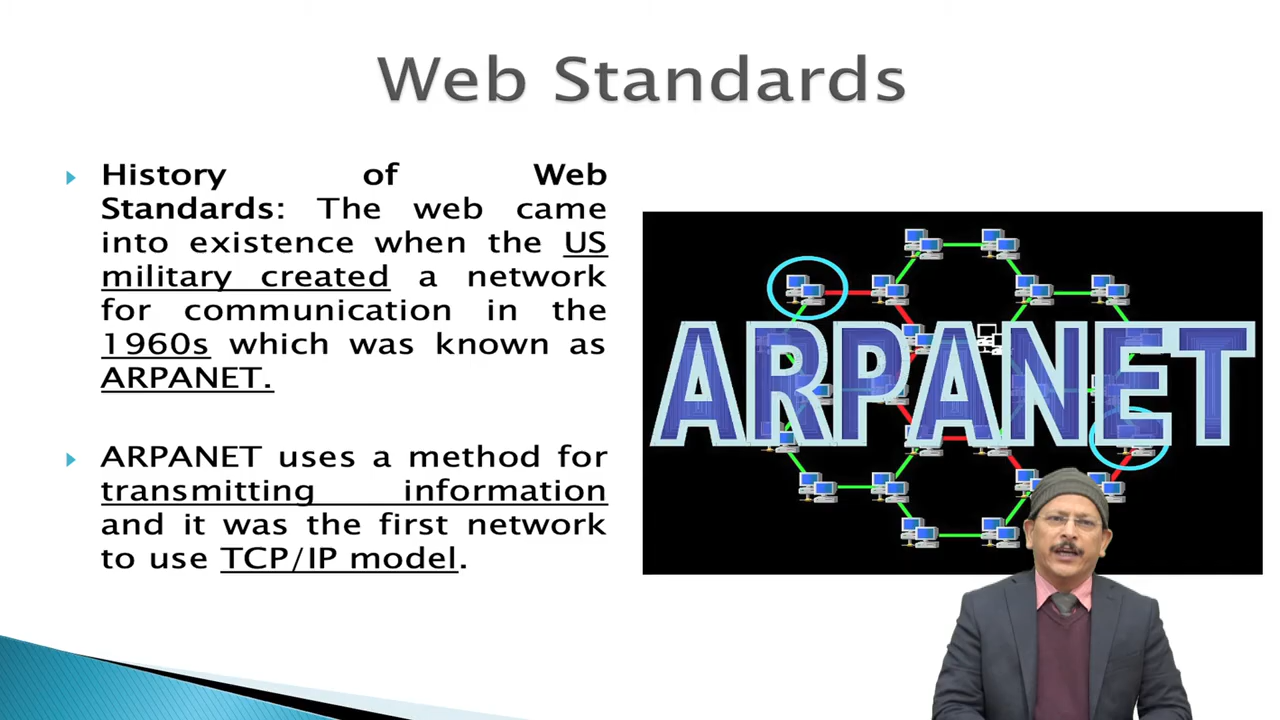 Web Standards
History of Web
Standards: The web came
into existence when the US
military created a network
for communication in the
1960s which was known as
ARPANET.
ARPANET uses a method for
transmitting information
and it was the first network
to use TCP/IP model.
ARPANET